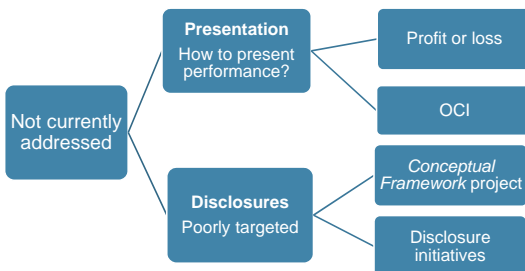 Not currently
addressed
Presentation
How to present
performance?
Profit or loss
OCI
Disclosures
Poorly targeted
Conceptual
Framework project
Disclosure
initiatives